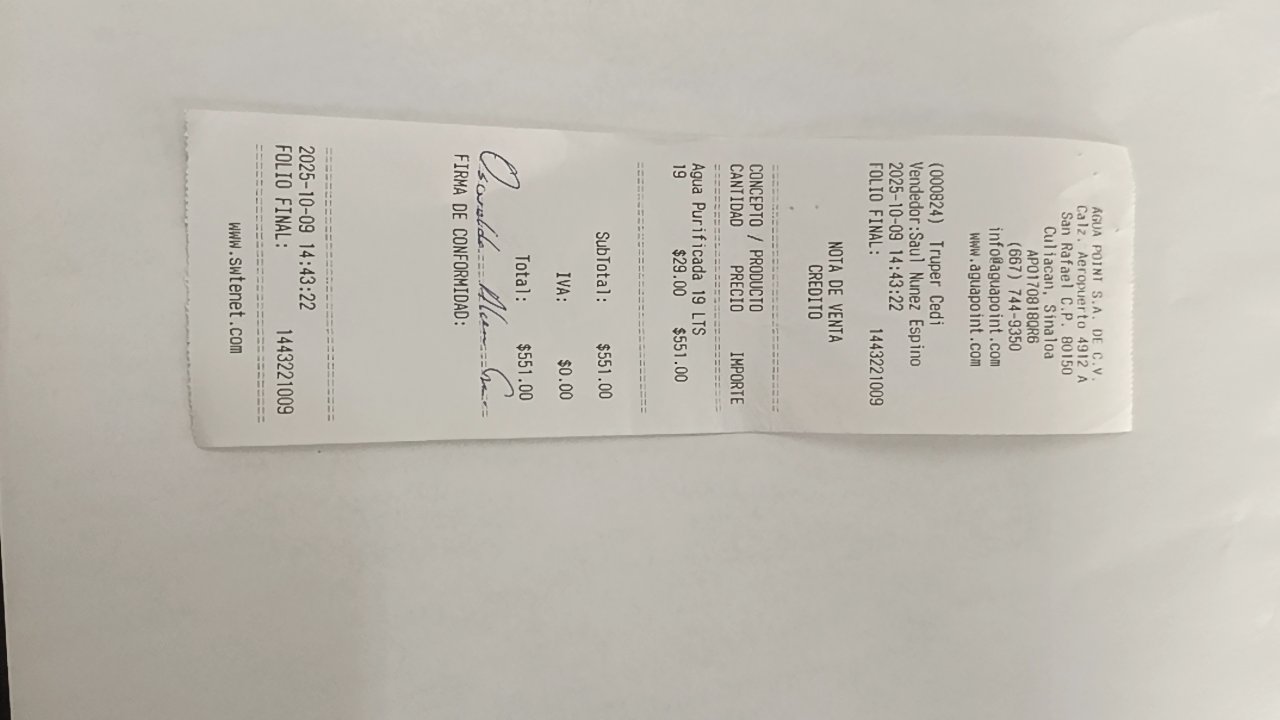 AGUA POINT S.A. DE C.V.
Calz. Aeropuerto 4912 A
San Rafael C.P. 80150
Culiacan, Sinaloa
APO170818QR6
(667) 744-9350
info@aguapoint.com
www.aguapoint.com
(000824) Truper Cedi
Vendedor:Saul Nunez Espino
2025-10-09 14:43:22
FOLIO FINAL: 1443221009
NOTA DE VENTA
CREDITO
CONCEPTO / PRODUCTO
CANTIDAD PRECIO IMPORTE
Agua Purificada 19 LTS
19 $29.00 $551.00
SubTotal: $551.00
IVA: $0.00
Total: $551.00
Oswaldo
FIRMA DE CONFORMIDAD:
2025-10-09 14:43:22
FOLIO FINAL: 1443221009
www.swtenet.com